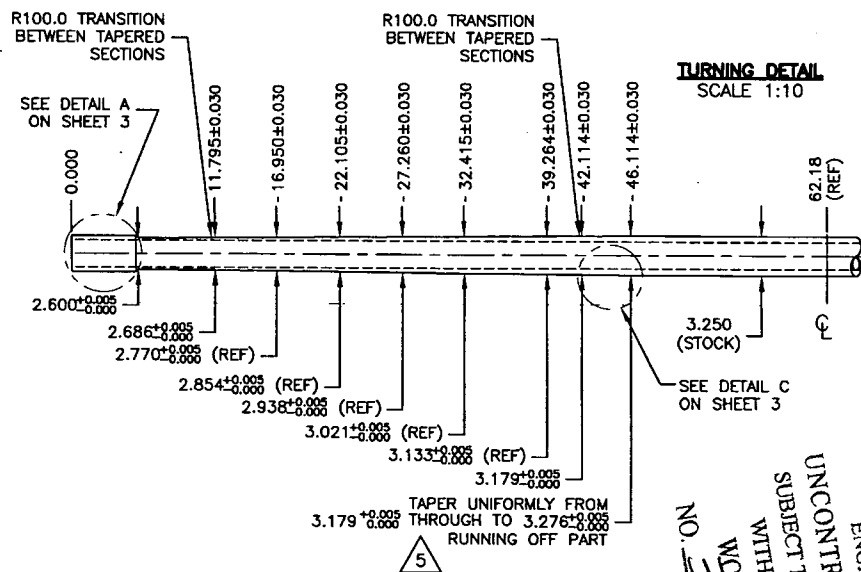 R100.0 TRANSITION
BETWEEN TAPERED
SECTIONS
R100.0 TRANSITION
BETWEEN TAPERED
SECTIONS
TURNING DETAIL
SCALE 1:10
SEE DETAIL A
ON SHEET 3
0.000
11.795±0.030
16.950±0.030
22.105±0.030
27.260±0.030
32.415±0.030
39.264±0.030
42.114±0.030
46.114±0.030
62.18
(REF)
2.600+0.005
-0.000
2.686+0.005
-0.000
2.770+0.005
-0.000 (REF)
2.854+0.005
-0.000 (REF)
2.938+0.005
-0.000 (REF)
3.021+0.005
-0.000 (REF)
3.133+0.005
-0.000 (REF)
3.179+0.005
-0.000
3.250
(STOCK)
℄
SEE DETAIL C
ON SHEET 3
TAPER UNIFORMLY FROM
3.179+0.005
0.000 THROUGH TO 3.276+0.005
-0.000
RUNNING OFF PART
5
UNCONTR
SUBJECT
WITH
WO
NO.